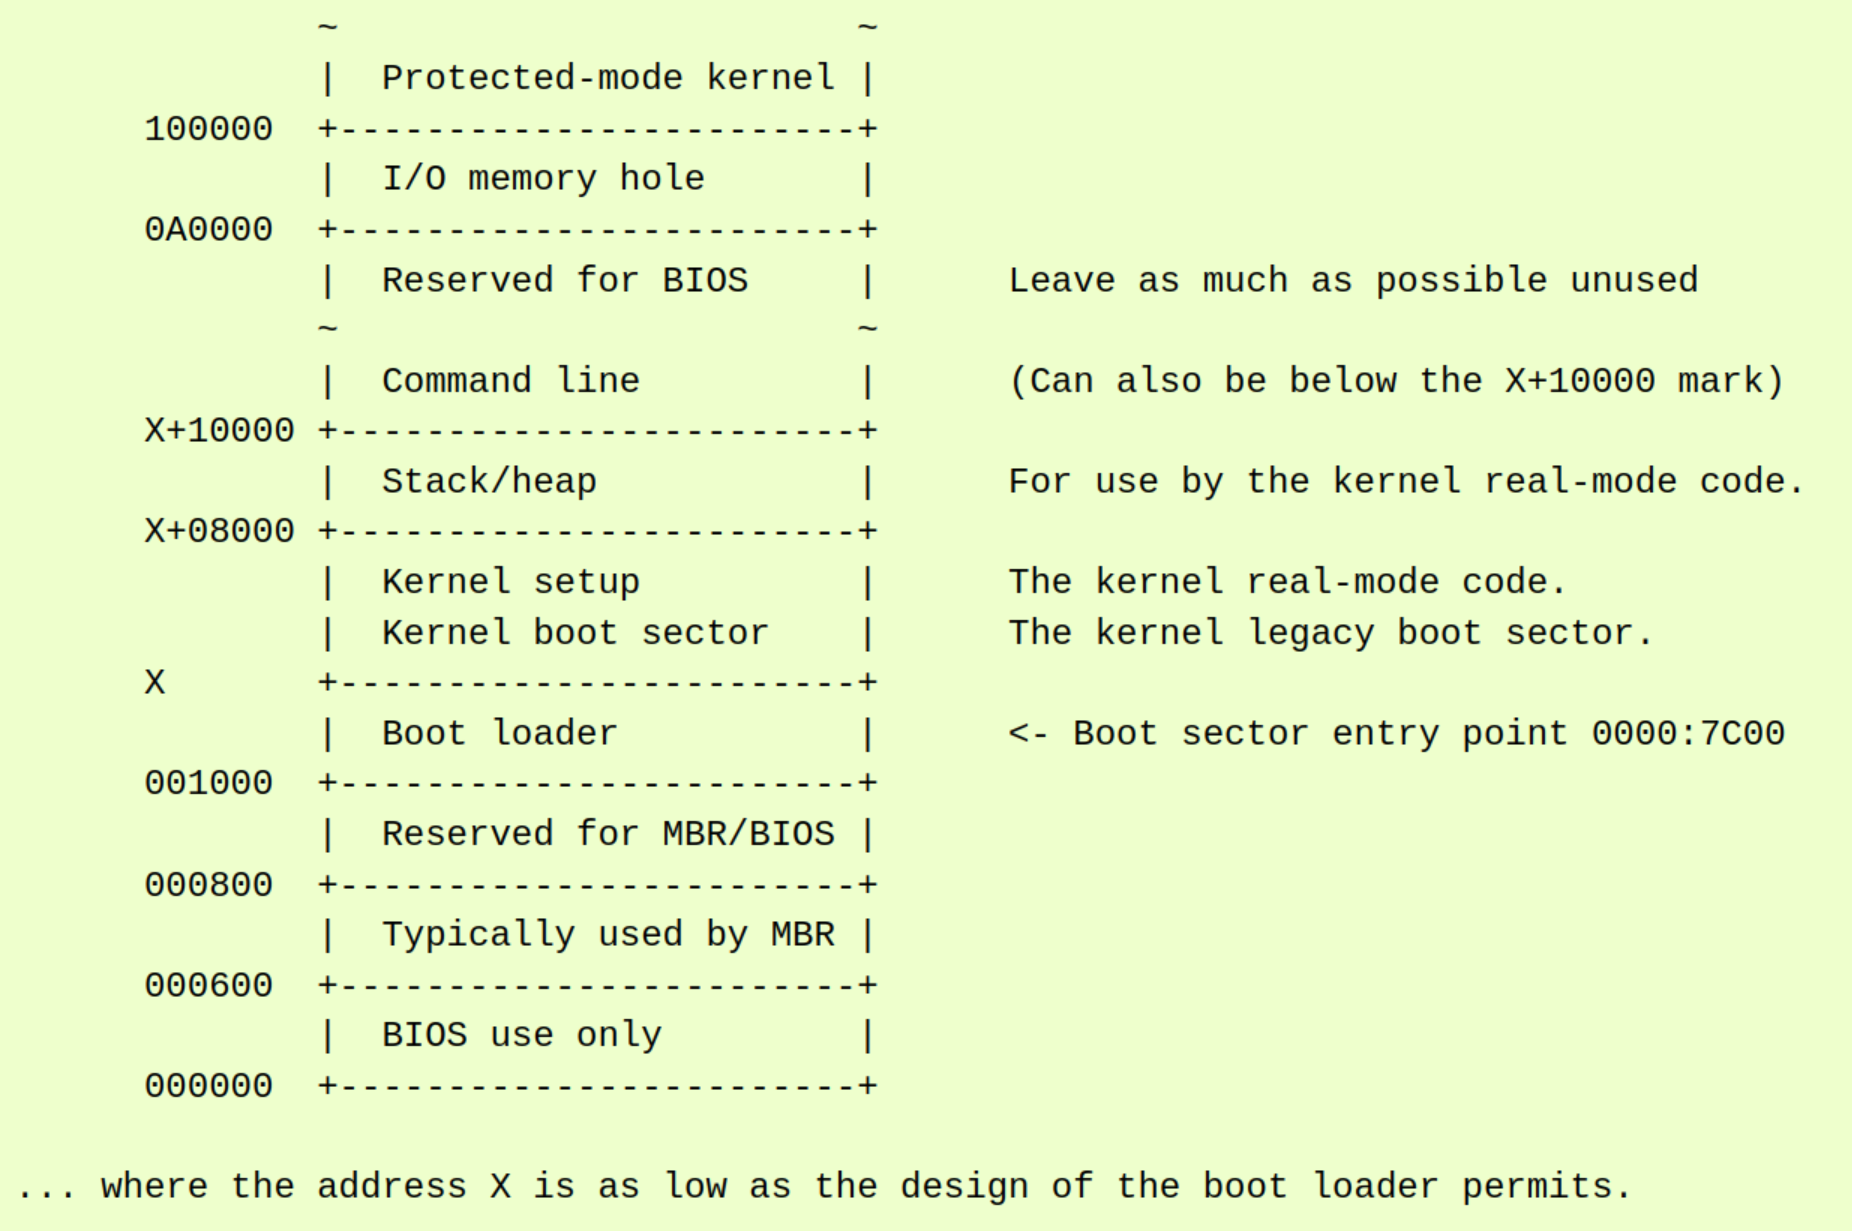 ~                        ~
              |  Protected-mode kernel |
      100000  +------------------------+
              |  I/O memory hole       |
      0A0000  +------------------------+
              |  Reserved for BIOS     |      Leave as much as possible unused
              ~                        ~
              |  Command line          |      (Can also be below the X+10000 mark)
      X+10000 +------------------------+
              |  Stack/heap            |      For use by the kernel real-mode code.
      X+08000 +------------------------+
              |  Kernel setup          |      The kernel real-mode code.
              |  Kernel boot sector    |      The kernel legacy boot sector.
      X       +------------------------+
              |  Boot loader           |      <- Boot sector entry point 0000:7C00
      001000  +------------------------+
              |  Reserved for MBR/BIOS |
      000800  +------------------------+
              |  Typically used by MBR |
      000600  +------------------------+
              |  BIOS use only         |
      000000  +------------------------+
... where the address X is as low as the design of the boot loader permits.